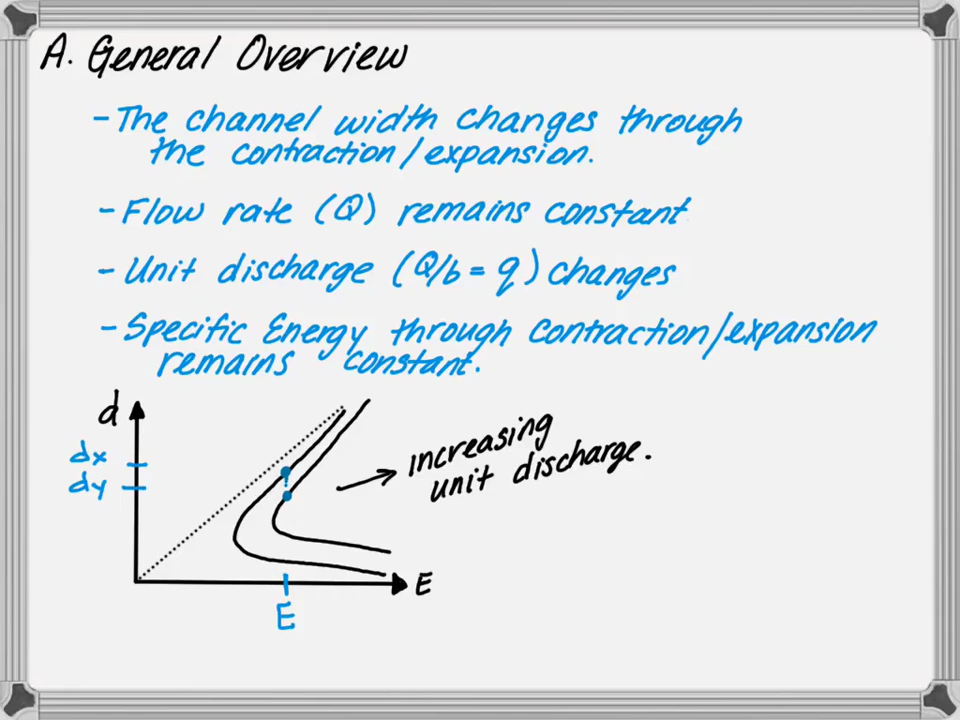 A. General Overview
- The channel width changes through
the contraction/expansion.
- Flow rate (Q) remains constant
- Unit discharge (Q/b = q) changes
- Specific Energy through contraction/expansion
remains constant.
d
dx
dy
increasing
unit discharge.
E
E